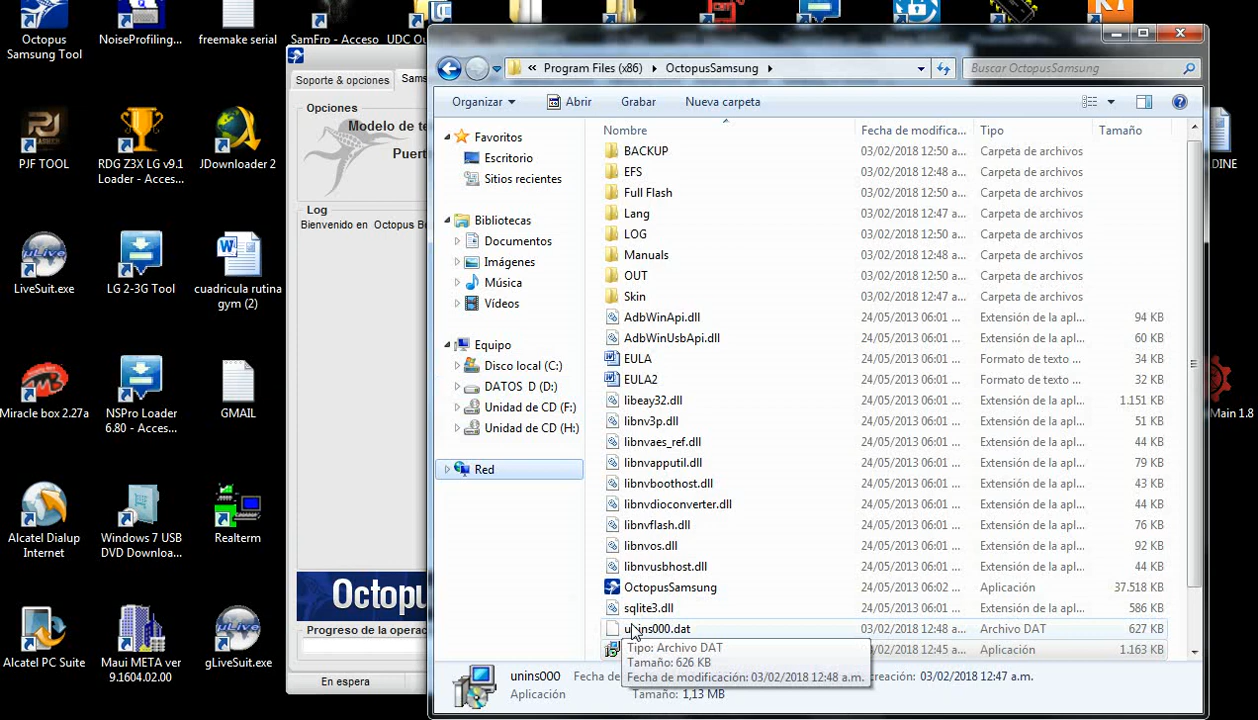 Octopus
Samsung Tool
NoiseProfiling...
freemake serial
SamFrp - Acceso
UDC
PJF TOOL
RDG Z3X LG v9.1
Loader - Acces...
JDownloader 2
LiveSuit.exe
LG 2-3G Tool
cuadricula rutina
gym (2)
Miracle box 2.27a
NSPro Loader
6.80 - Acces...
GMAIL
Alcatel Dialup
Internet
Windows 7 USB
DVD Downloa...
Realterm
Alcatel PC Suite
Maui META ver
9.1604.02.00
gLiveSuit.exe
DINE
Main 1.8
Soporte & opciones
Sams
Opciones
Modelo de te
Puert
Log
Bienvenido en Octopus B
Octopu
Progreso de la opera
En espera
« Program Files (x86) OctopusSamsung
Buscar OctopusSamsung
Organizar
Abrir
Grabar
Nueva carpeta
Favoritos
Escritorio
Sitios recientes
Bibliotecas
Documentos
Imágenes
Música
Vídeos
Equipo
Disco local (C:)
DATOS D (D:)
Unidad de CD (F:)
Unidad de CD (H:)
Red
Nombre Fecha de modifica... Tipo Tamaño
BACKUP 03/02/2018 12:50 a... Carpeta de archivos
EFS 03/02/2018 12:48 a... Carpeta de archivos
Full Flash 03/02/2018 12:50 a... Carpeta de archivos
Lang 03/02/2018 12:47 a... Carpeta de archivos
LOG 03/02/2018 12:50 a... Carpeta de archivos
Manuals 03/02/2018 12:50 a... Carpeta de archivos
OUT 03/02/2018 12:50 a... Carpeta de archivos
Skin 03/02/2018 12:47 a... Carpeta de archivos
AdbWinApi.dll 24/05/2013 06:01 ... Extensión de la apl... 94 KB
AdbWinUsbApi.dll 24/05/2013 06:01 ... Extensión de la apl... 60 KB
EULA 24/05/2013 06:01 ... Formato de texto ... 34 KB
EULA2 24/05/2013 06:01 ... Formato de texto ... 32 KB
libeay32.dll 24/05/2013 06:01 ... Extensión de la apl... 1.151 KB
libnv3p.dll 24/05/2013 06:01 ... Extensión de la apl... 51 KB
libnvaes_ref.dll 24/05/2013 06:01 ... Extensión de la apl... 44 KB
libnvapputil.dll 24/05/2013 06:01 ... Extensión de la apl... 79 KB
libnvboothost.dll 24/05/2013 06:01 ... Extensión de la apl... 43 KB
libnvdioconverter.dll 24/05/2013 06:01 ... Extensión de la apl... 44 KB
libnvflash.dll 24/05/2013 06:01 ... Extensión de la apl... 76 KB
libnvos.dll 24/05/2013 06:01 ... Extensión de la apl... 92 KB
libnvusbhost.dll 24/05/2013 06:01 ... Extensión de la apl... 44 KB
OctopusSamsung 24/05/2013 06:02 ... Aplicación 37.518 KB
sqlite3.dll 24/05/2013 06:01 ... Extensión de la apl... 586 KB
unins000.dat 03/02/2018 12:48 a... Archivo DAT 627 KB
03/02/2018 12:45 a... Aplicación 1.163 KB
Tipo: Archivo DAT
Tamaño: 626 KB
Fecha de modificación: 03/02/2018 12:48 a.m.
unins000 Fecha de creación: 03/02/2018 12:47 a.m.
Aplicación Tamaño: 1,13 MB